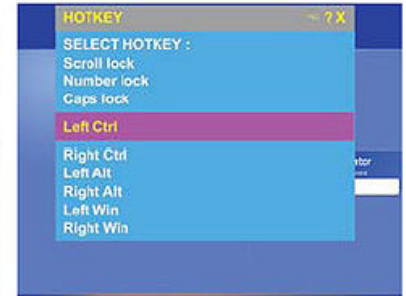 HOTKEY ? X
SELECT HOTKEY :
Scroll lock
Number lock
Caps lock
Left Ctrl
Right Ctrl
Left Alt
Right Alt
Left Win
Right Win